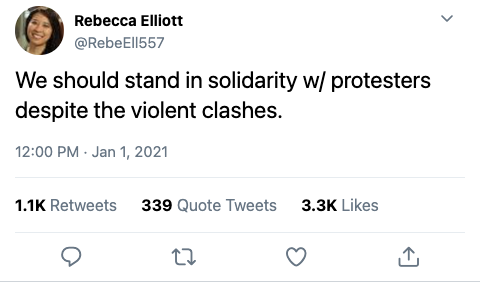 Rebecca Elliott
@RebeEll557
We should stand in solidarity w/ protesters
despite the violent clashes.
12:00 PM · Jan 1, 2021
1.1K Retweets 339 Quote Tweets 3.3K Likes